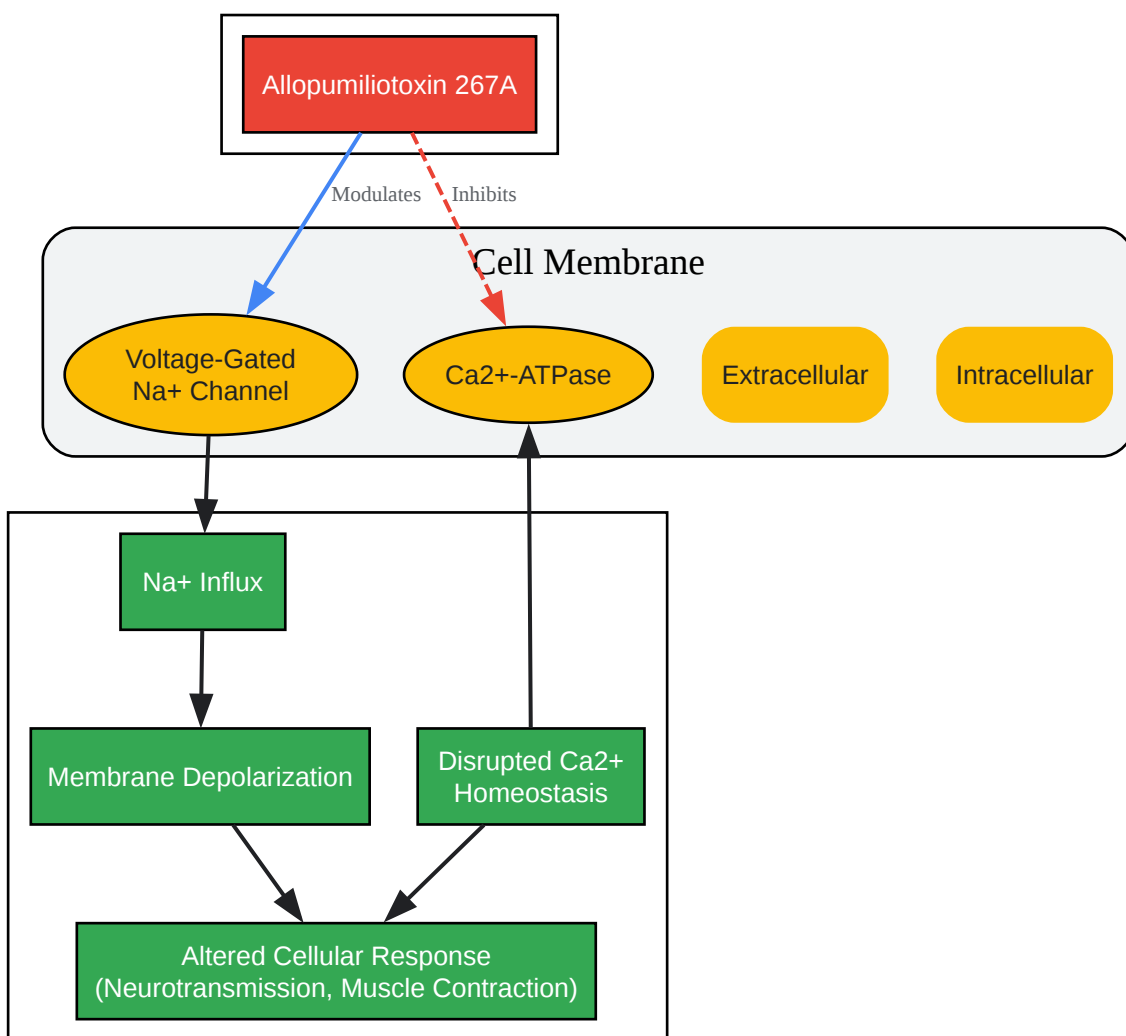 Allopumiliotoxin 267A
Modulates
Inhibits
Cell Membrane
Voltage-Gated
Na+ Channel
Ca2+-ATPase
Extracellular
Intracellular
Na+ Influx
Membrane Depolarization
Disrupted Ca2+
Homeostasis
Altered Cellular Response
(Neurotransmission, Muscle Contraction)